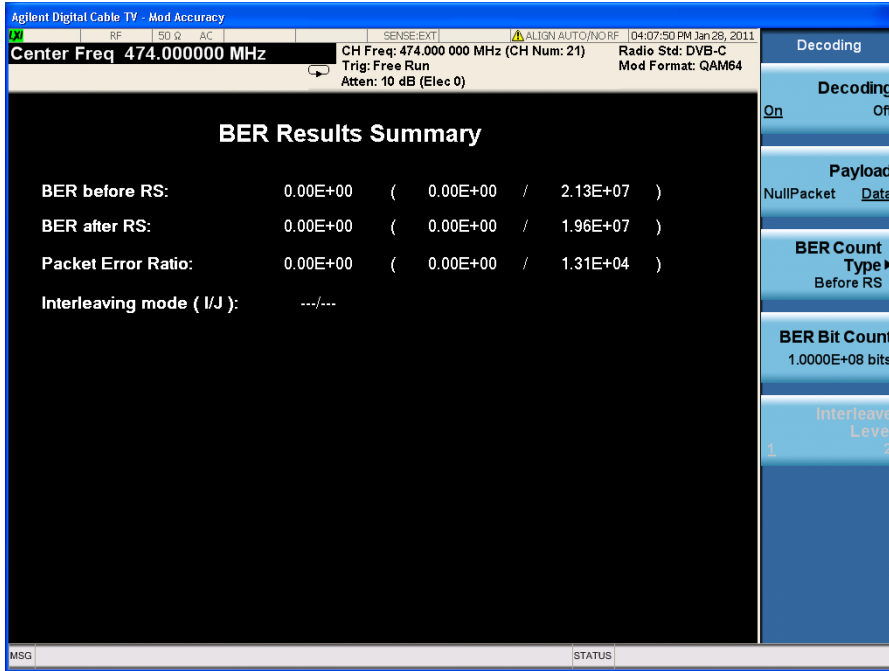 Agilent Digital Cable TV - Mod Accuracy
LXI RF 50 Ω AC SENSE:EXT ALIGN AUTO/NO RF 04:07:50 PM Jan 28, 2011
Center Freq 474.000000 MHz
CH Freq: 474.000 000 MHz (CH Num: 21) Radio Std: DVB-C
Trig: Free Run Mod Format: QAM64
Atten: 10 dB (Elec 0)
BER Results Summary
BER before RS: 0.00E+00 ( 0.00E+00 / 2.13E+07 )
BER after RS: 0.00E+00 ( 0.00E+00 / 1.96E+07 )
Packet Error Ratio: 0.00E+00 ( 0.00E+00 / 1.31E+04 )
Interleaving mode ( I/J ): ---/---
Decoding
Decoding
On Off
Payload
NullPacket Data
BER Count
Type
Before RS
BER Bit Count
1.0000E+08 bits
Interleave
Level
1 2
MSG STATUS